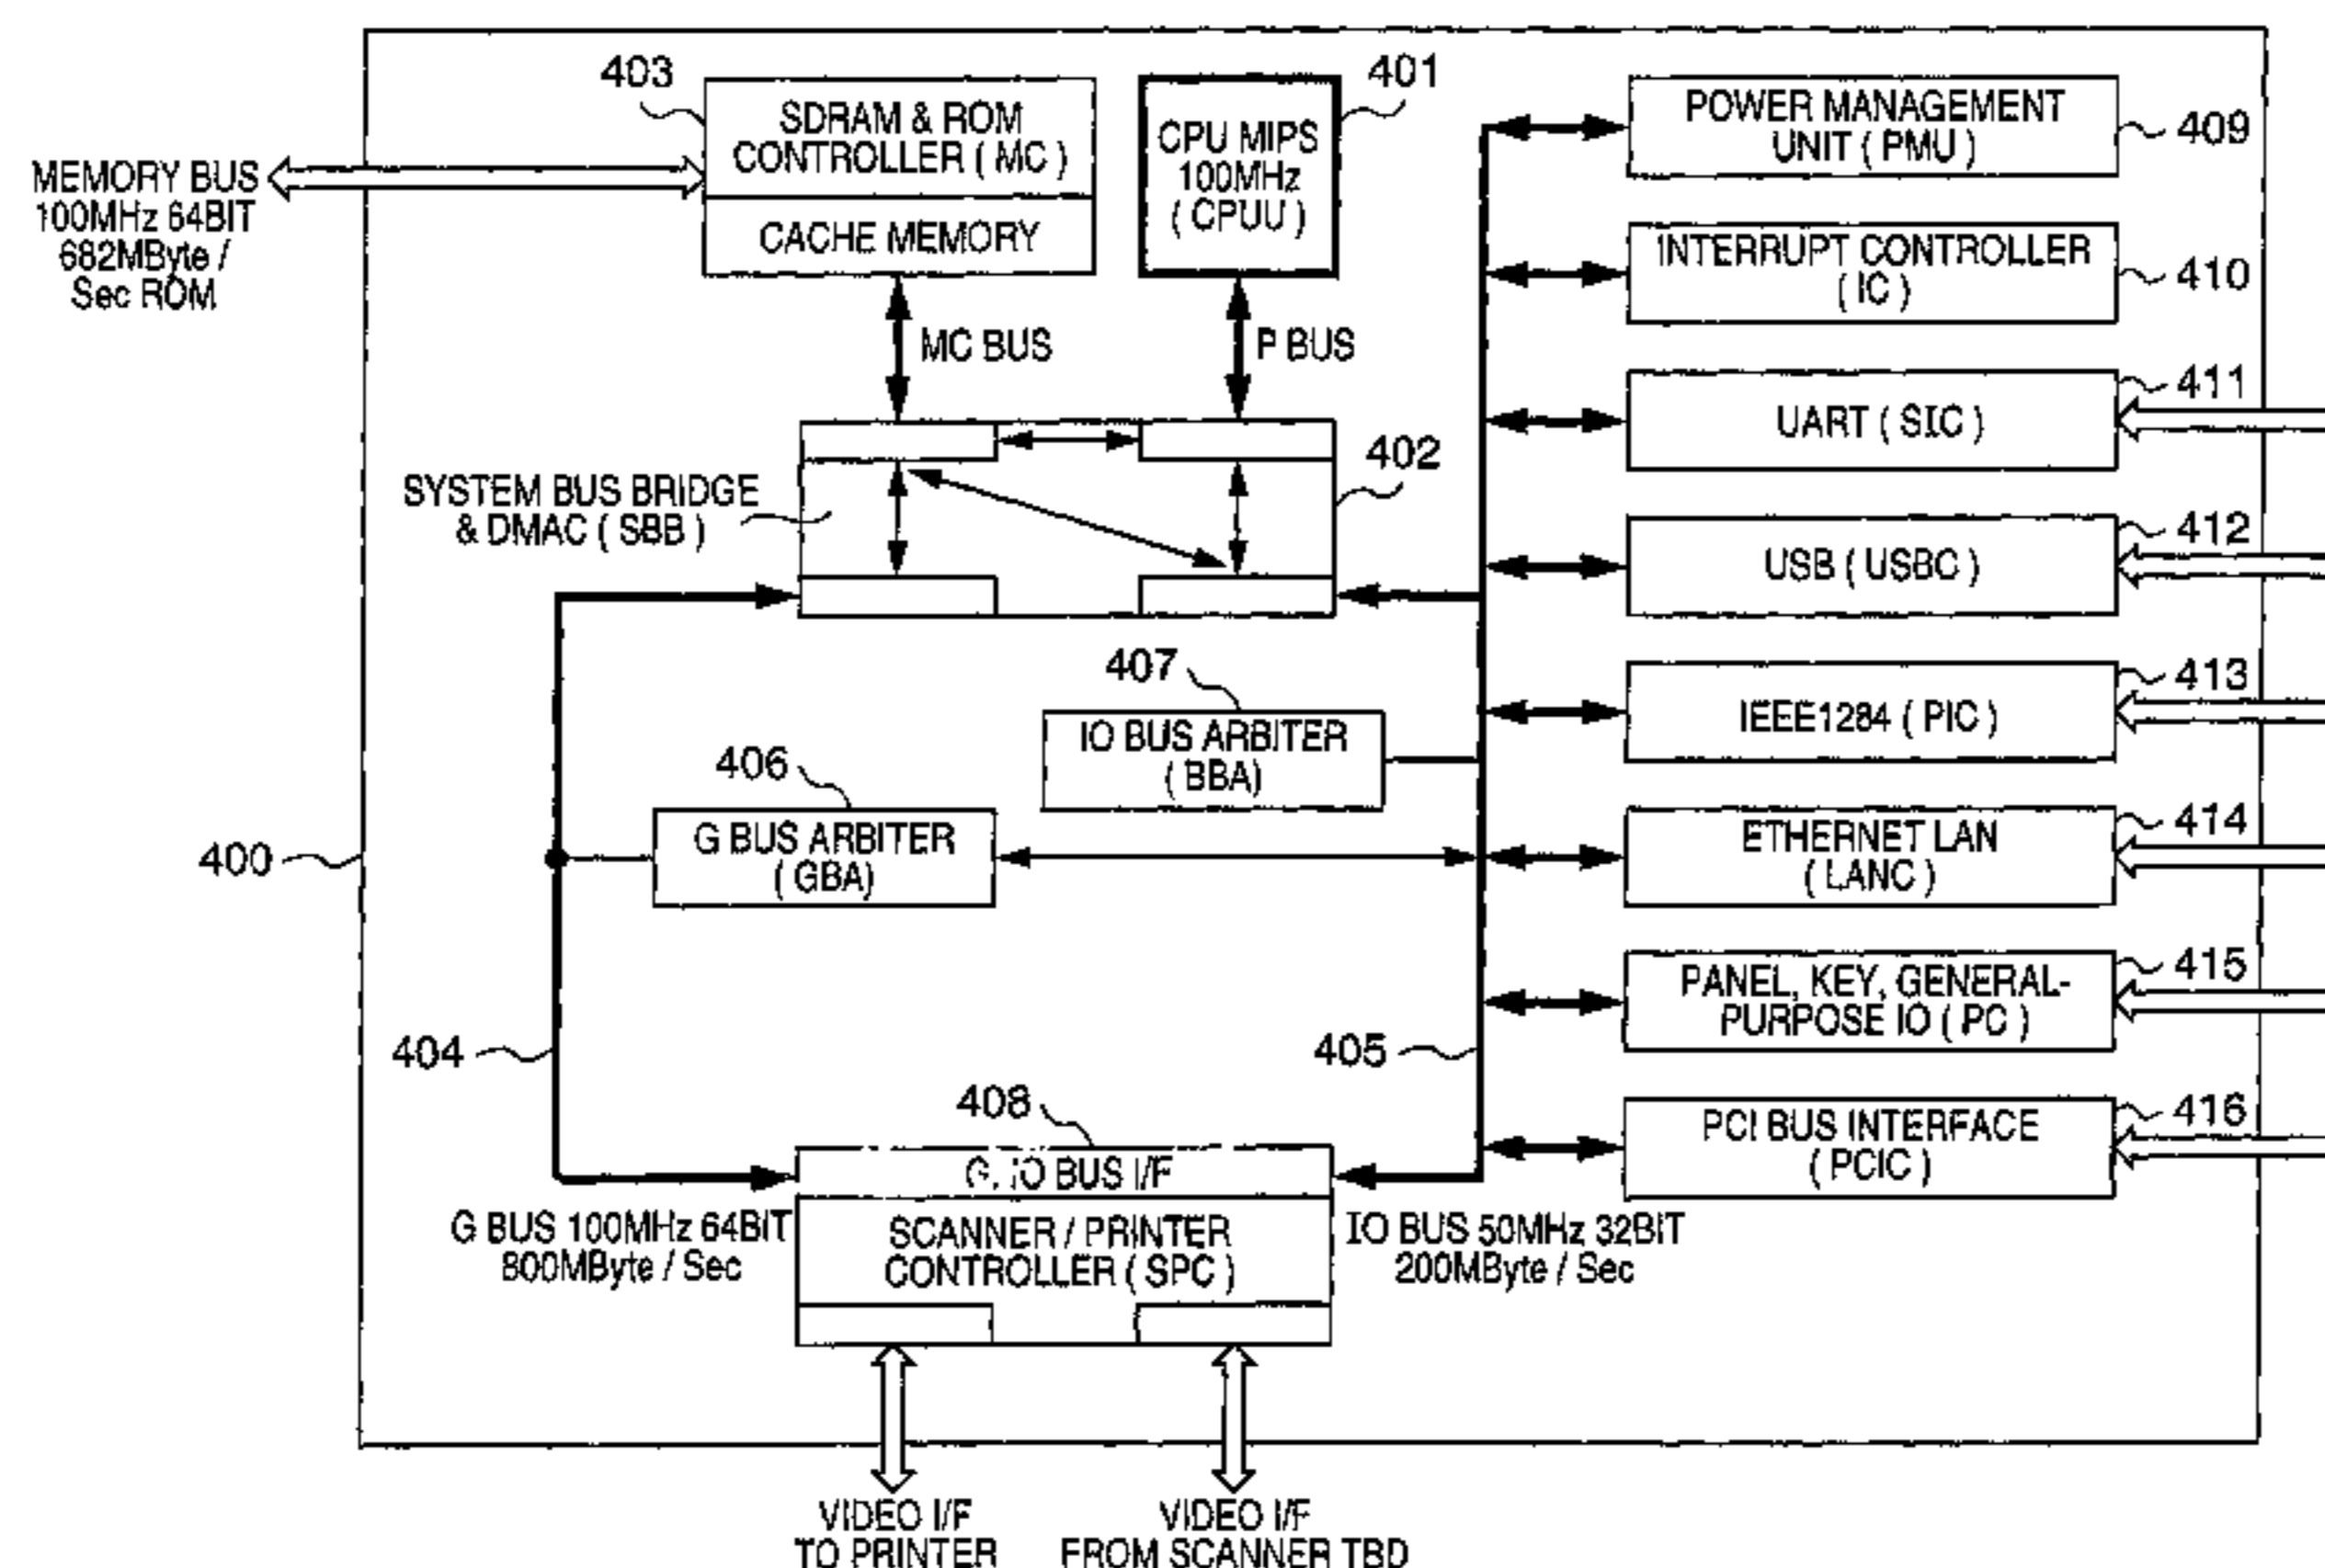 403
SDRAM & ROM
CONTROLLER ( MC )
CACHE MEMORY
401
CPU MIPS
100MHz
( CPUU )
POWER MANAGEMENT
UNIT ( PMU )
409
MEMORY BUS
100MHz 64BIT
682MByte /
Sec ROM
INTERRUPT CONTROLLER
( IC )
410
MC BUS
P BUS
411
UART ( SIC )
SYSTEM BUS BRIDGE
& DMAC ( SBB )
402
412
USB ( USBC )
407
IO BUS ARBITER
( BBA)
413
IEEE1284 ( PIC )
406
G BUS ARBITER
( GBA)
400
414
ETHERNET LAN
( LANC )
415
PANEL, KEY, GENERAL-
PURPOSE IO ( PC )
404
405
408
G, IO BUS I/F
416
PCI BUS INTERFACE
( PCIC )
G BUS 100MHz 64BIT
800MByte / Sec
SCANNER / PRINTER
CONTROLLER ( SPC )
IO BUS 50MHz 32BIT
200MByte / Sec
VIDEO I/F
TO PRINTER
VIDEO I/F
FROM SCANNER TBD